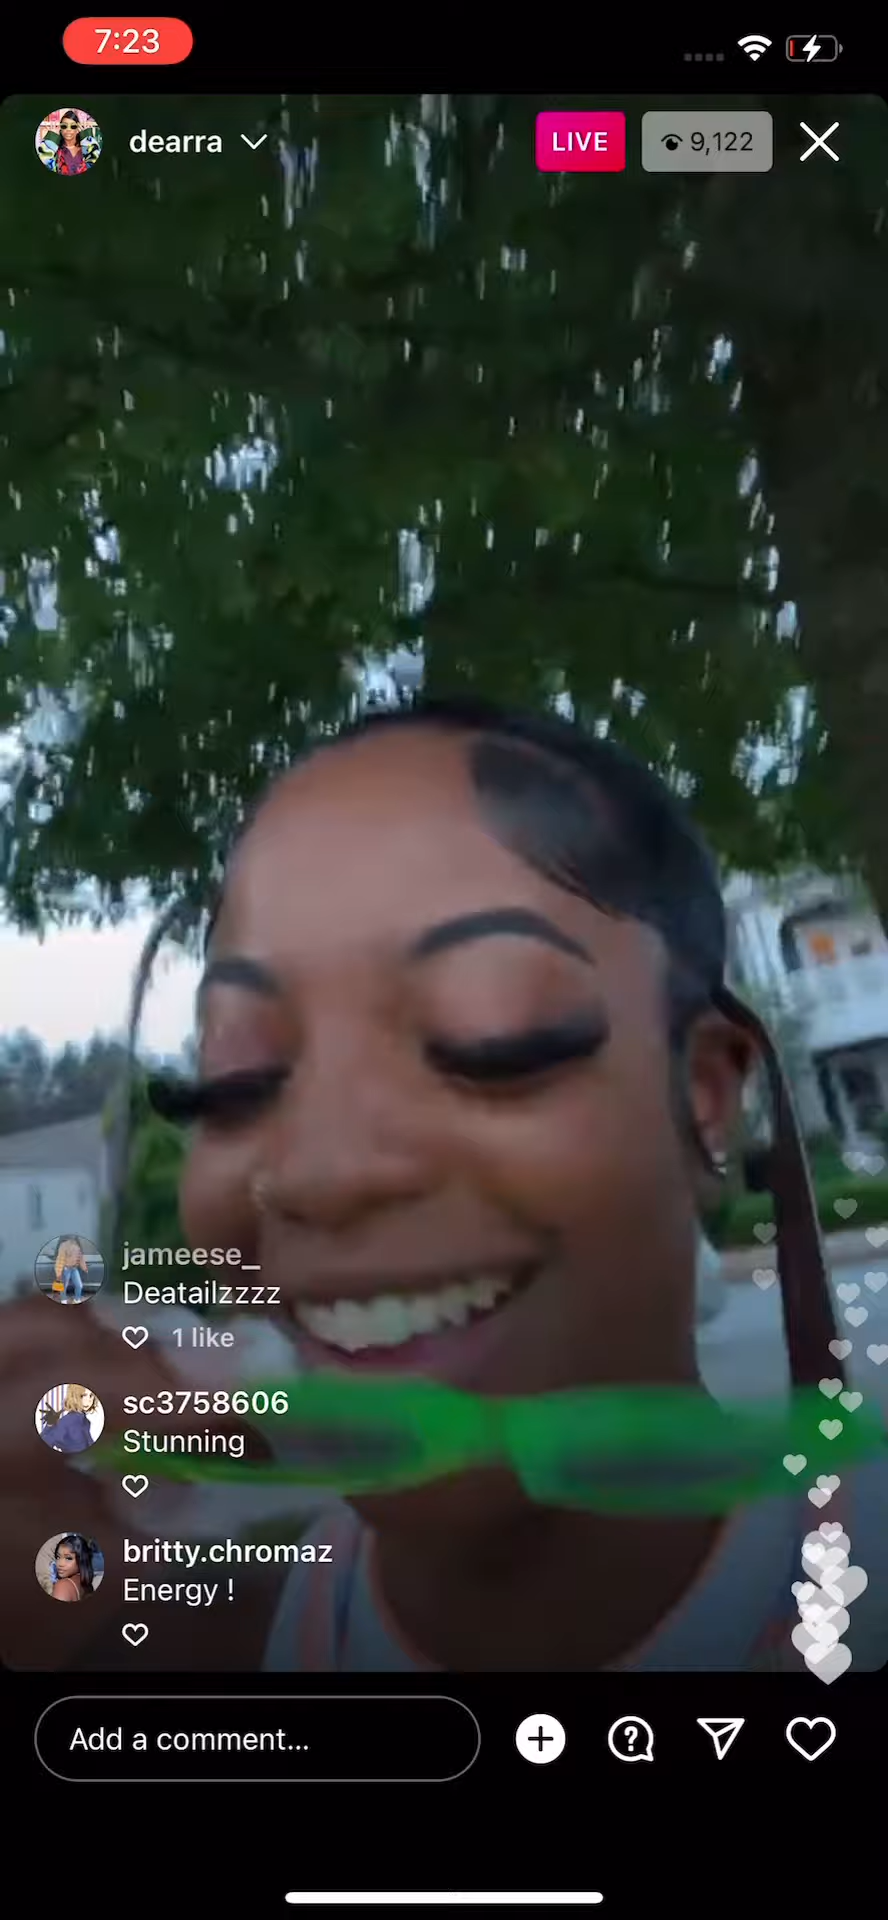 7:23
dearra
LIVE
9,122
jameese_
Deatailzzzz
1 like
sc3758606
Stunning
britty.chromaz
Energy !
Add a comment...